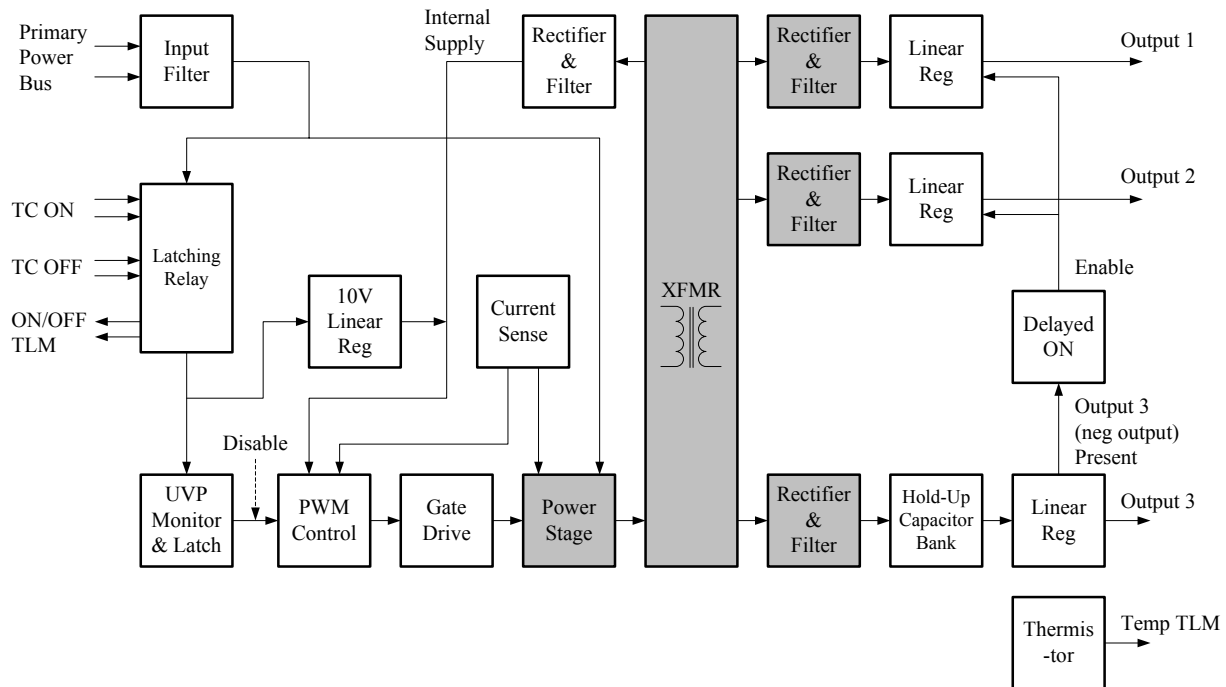 Primary
Power
Bus
Input
Filter
Internal
Supply
Rectifier
&
Filter
Rectifier
&
Filter
Linear
Reg
Output 1
TC ON
TC OFF
ON/OFF
TLM
Latching
Relay
Rectifier
&
Filter
Linear
Reg
Output 2
10V
Linear
Reg
Current
Sense
XFMR
Enable
Delayed
ON
Output 3
(neg output)
Present
Disable
UVP
Monitor
& Latch
PWM
Control
Gate
Drive
Power
Stage
Rectifier
&
Filter
Hold-Up
Capacitor
Bank
Linear
Reg
Output 3
Thermis
-tor
Temp TLM